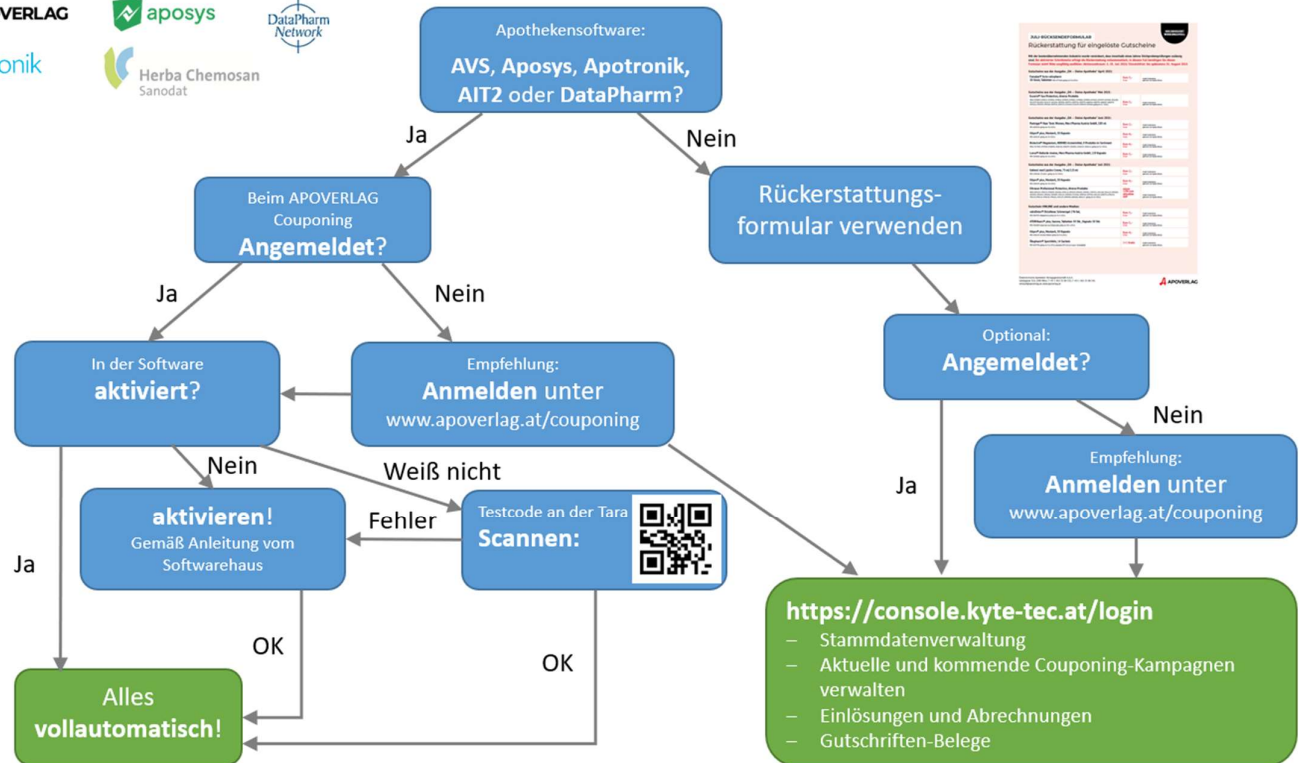 VERLAG
aposys
DataPharm
Network
onik
Herba Chemosan
Sanodat
Apothekensoftware:
AVS, Aposys, Apotronik,
AIT2 oder DataPharm?
Ja
Nein
Beim APOVERLAG
Couponing
Angemeldet?
Rückerstattungs-
formular verwenden
JULI RÜCKSENDEFORMULAR
Rückerstattung für eingelöste Gutscheine
APOVERLAG
Ja
Nein
In der Software
aktiviert?
Empfehlung:
Anmelden unter
www.apoverlag.at/couponing
Optional:
Angemeldet?
Nein
Nein
Weiß nicht
Ja
Empfehlung:
Anmelden unter
www.apoverlag.at/couponing
aktivieren!
Gemäß Anleitung vom
Softwarehaus
Fehler
Testcode an der Tara
Scannen:
Ja
OK
OK
Alles
vollautomatisch!
https://console.kyte-tec.at/login
– Stammdatenverwaltung
– Aktuelle und kommende Couponing-Kampagnen
verwalten
– Einlösungen und Abrechnungen
– Gutschriften-Belege